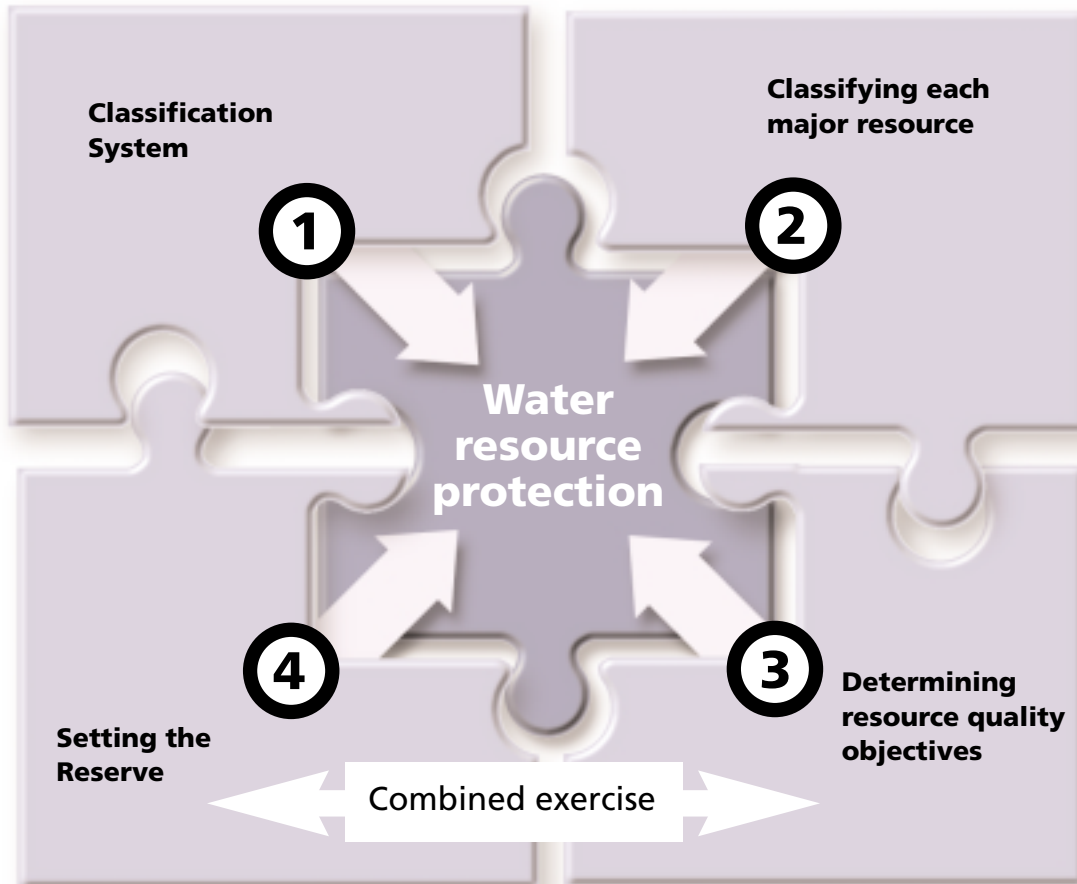 Classification
System
1
Classifying each
major resource
2
Water
resource
protection
4
Setting the
Reserve
3
Determining
resource quality
objectives
Combined exercise